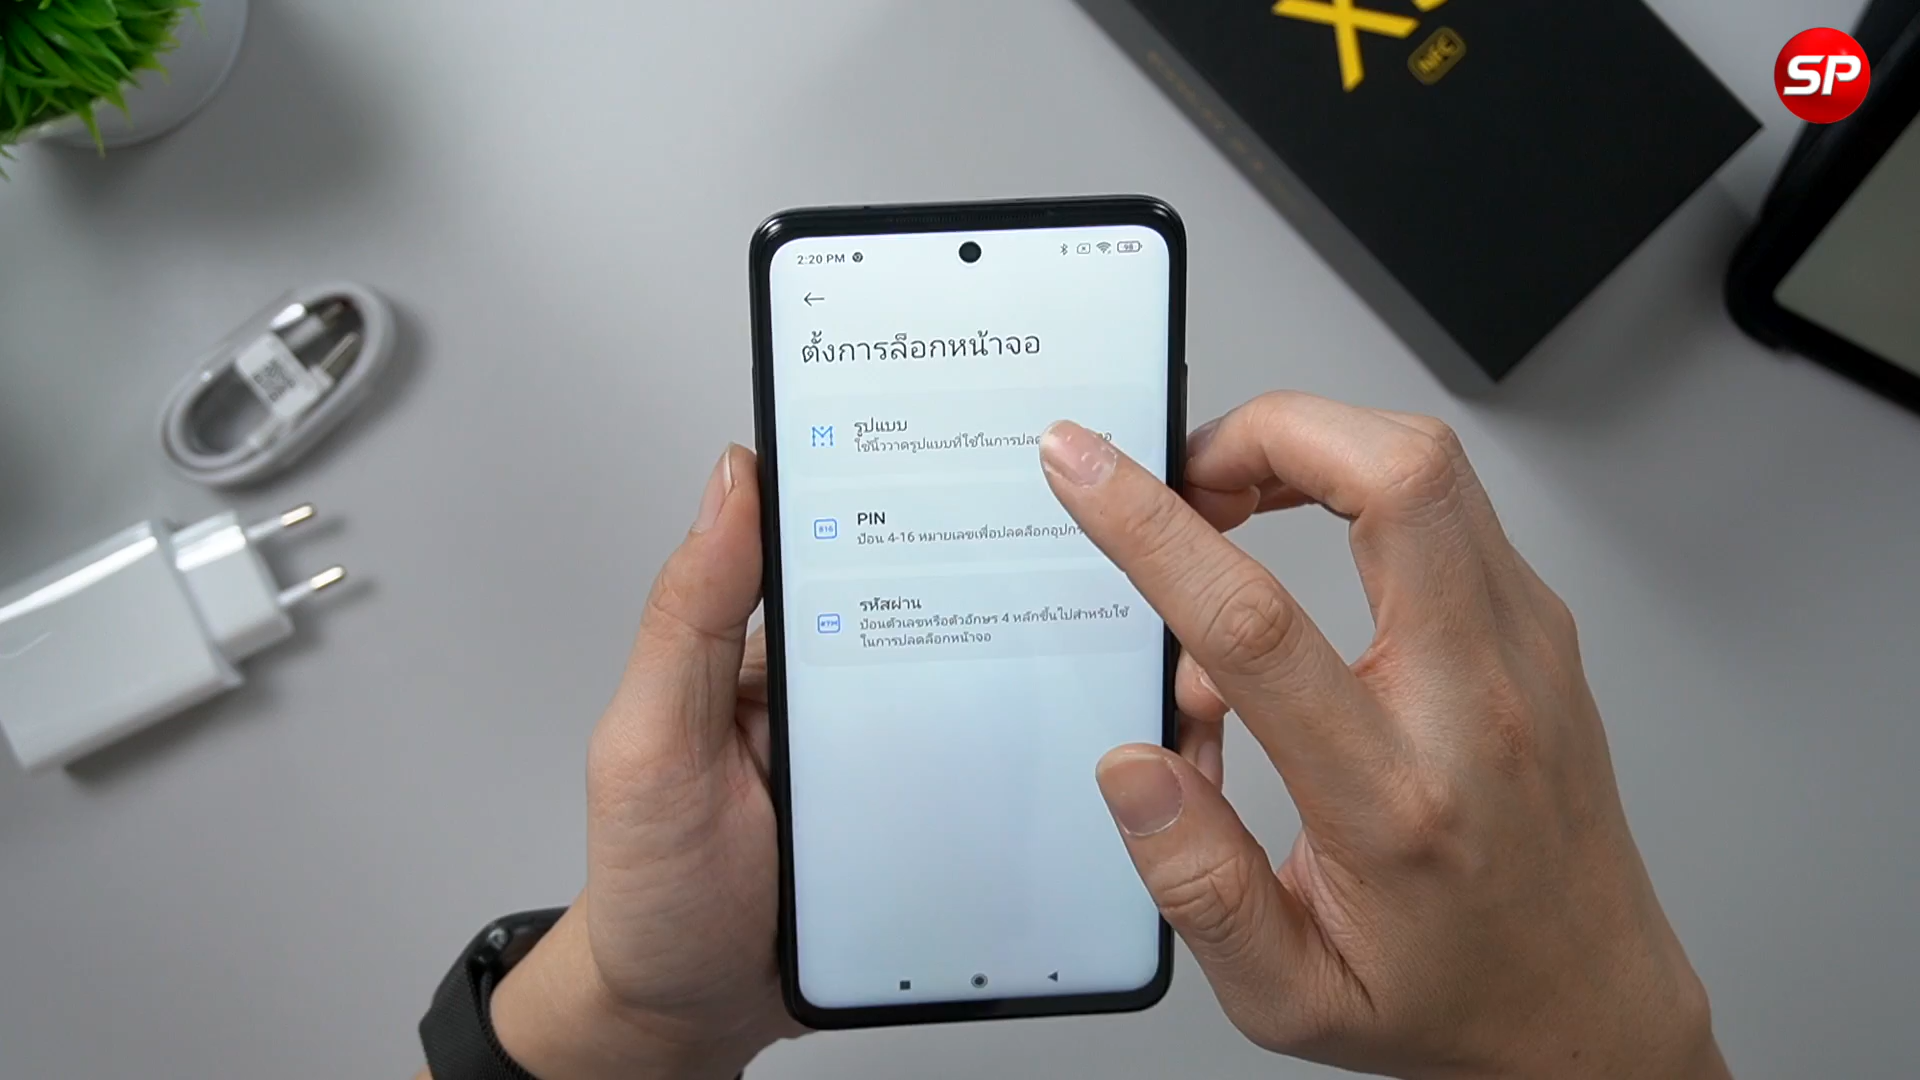 SP
NFC
2:20 PM
98
ตั้งการล็อกหน้าจอ
รูปแบบ
ใช้นิ้ววาดรูปแบบที่ใช้ในการปลด
PIN
ป้อน 4-16 หมายเลขเพื่อปลดล็อกอุปกร
รหัสผ่าน
ป้อนตัวเลขหรือตัวอักษร 4 หลักขึ้นไปสำหรับใช้
ในการปลดล็อกหน้าจอ